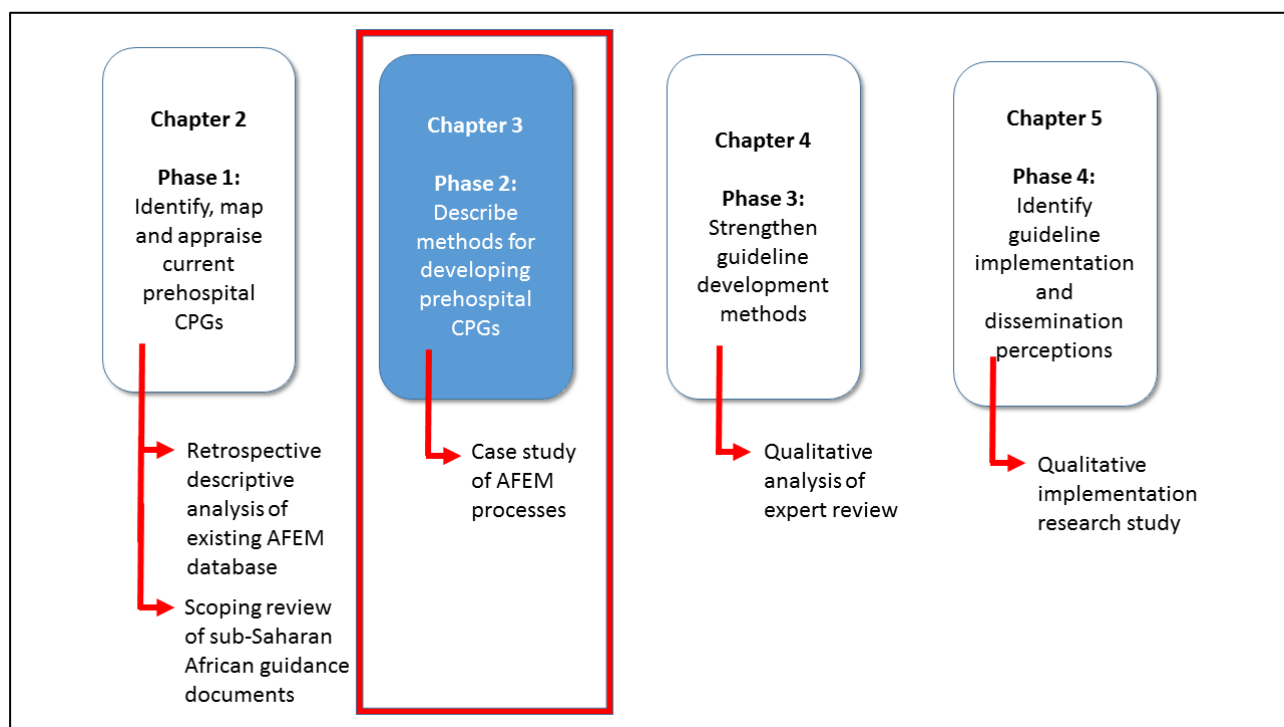 Chapter 2
Phase 1:
Identify, map
and appraise
current
prehospital
CPGs
Retrospective
descriptive
analysis of
existing AFEM
database
Scoping review
of sub-Saharan
African guidance
documents
Chapter 3
Phase 2:
Describe
methods for
developing
prehospital
CPGs
Case study
of AFEM
processes
Chapter 4
Phase 3:
Strengthen
guideline
development
methods
Qualitative
analysis of
expert review
Chapter 5
Phase 4:
Identify
guideline
implementation
and
dissemination
perceptions
Qualitative
implementation
research study